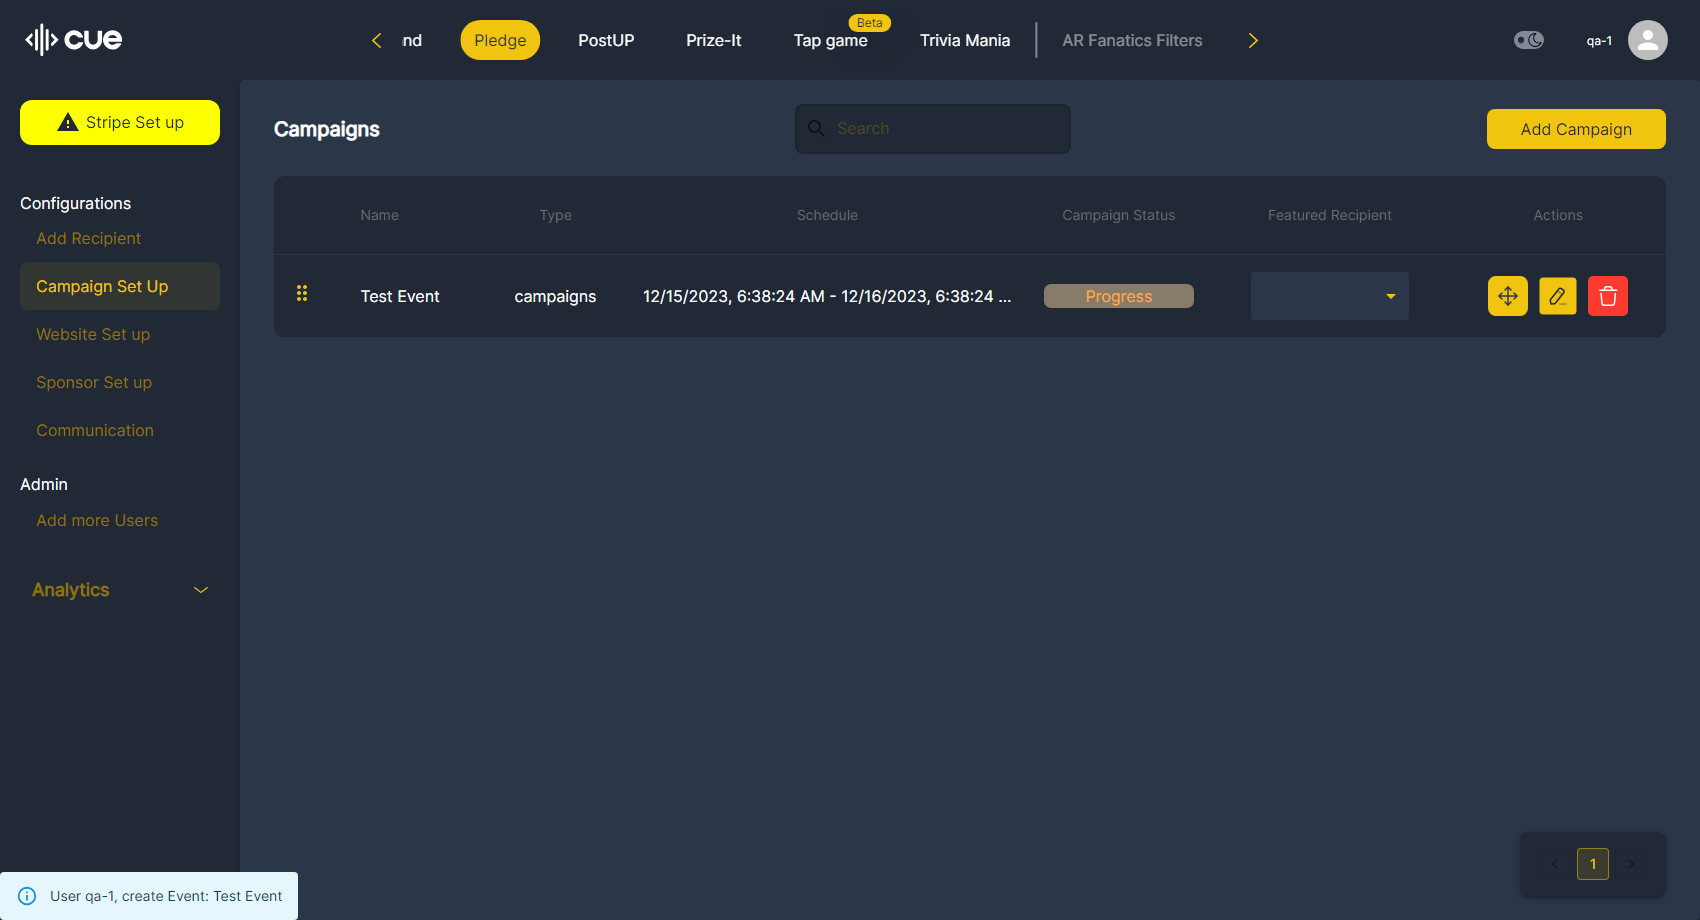 cue
nd
Pledge
PostUP
Prize-It
Beta
Tap game
Trivia Mania
AR Fanatics Filters
qa-1
Stripe Set up
Configurations
Add Recipient
Campaign Set Up
Website Set up
Sponsor Set up
Communication
Admin
Add more Users
Analytics
Campaigns
Search
Add Campaign
Name Type Schedule Campaign Status Featured Recipient Actions
Test Event campaigns 12/15/2023, 6:38:24 AM - 12/16/2023, 6:38:24 ... Progress
1
User qa-1, create Event: Test Event